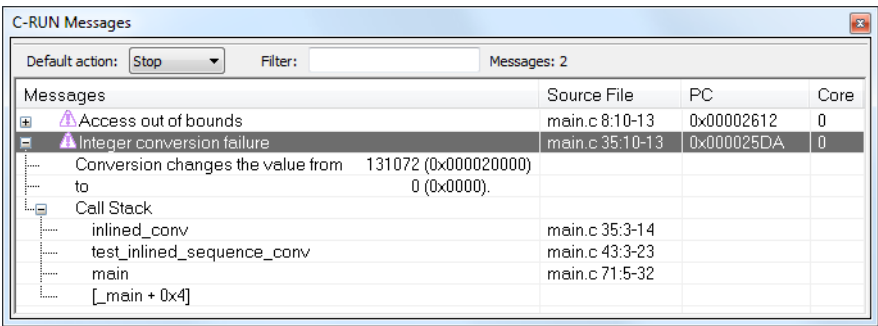 C-RUN Messages
Default action: Stop Filter: Messages: 2
Messages Source File PC Core
Access out of bounds main.c 8:10-13 0x00002612 0
Integer conversion failure main.c 35:10-13 0x000025DA 0
Conversion changes the value from 131072 (0x000020000)
to 0 (0x0000).
Call Stack
inlined_conv main.c 35:3-14
test_inlined_sequence_conv main.c 43:3-23
main main.c 71:5-32
[_main + 0x4]